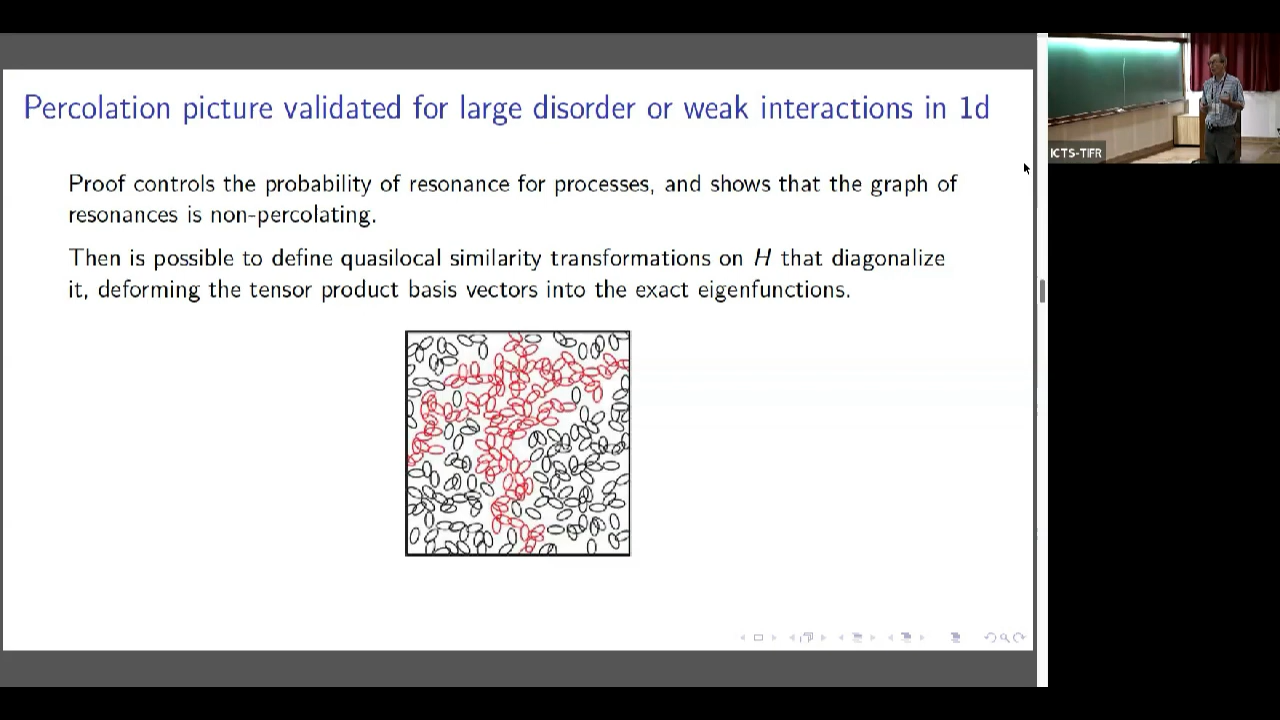 Percolation picture validated for large disorder or weak interactions in 1d
Proof controls the probability of resonance for processes, and shows that the graph of
resonances is non-percolating.
Then is possible to define quasilocal similarity transformations on H that diagonalize
it, deforming the tensor product basis vectors into the exact eigenfunctions.
ICTS-TIFR